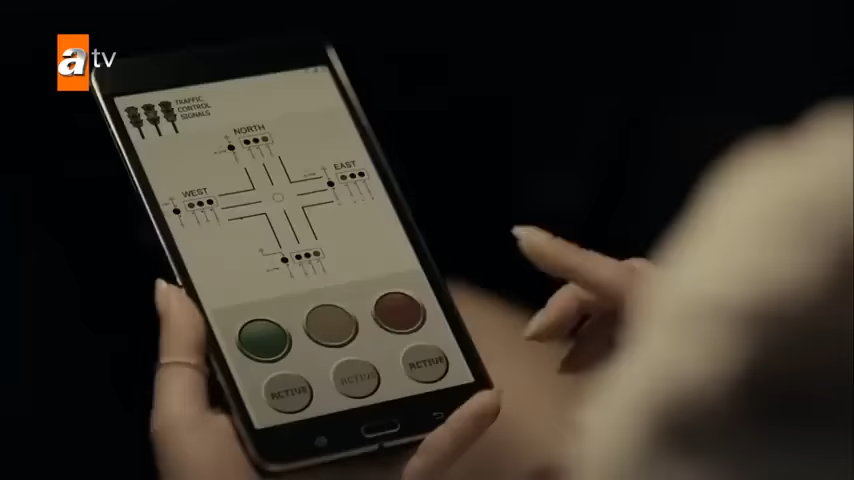 atv
TRAFFIC
CONTROL
SIGNALS
NORTH
EAST
WEST
ACTIVE
ACTIVE
ACTIVE